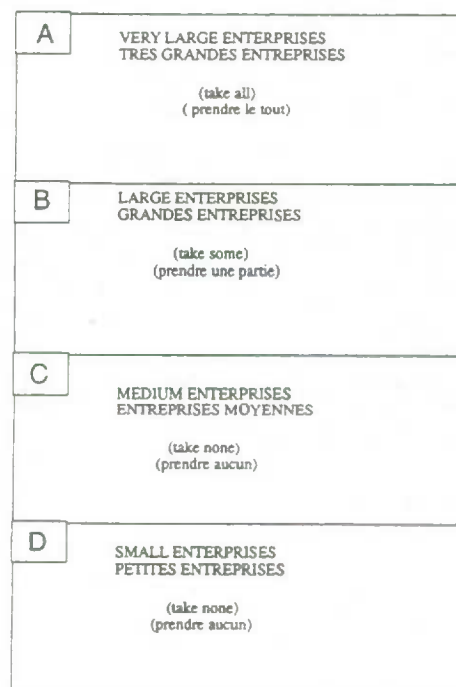 A
VERY LARGE ENTERPRISES
TRES GRANDES ENTREPRISES
(take all)
( prendre le tout)
B
LARGE ENTERPRISES
GRANDES ENTREPRISES
(take some)
(prendre une partie)
C
MEDIUM ENTERPRISES
ENTREPRISES MOYENNES
(take none)
(prendre aucun)
D
SMALL ENTERPRISES
PETITES ENTREPRISES
(take none)
(prendre aucun)